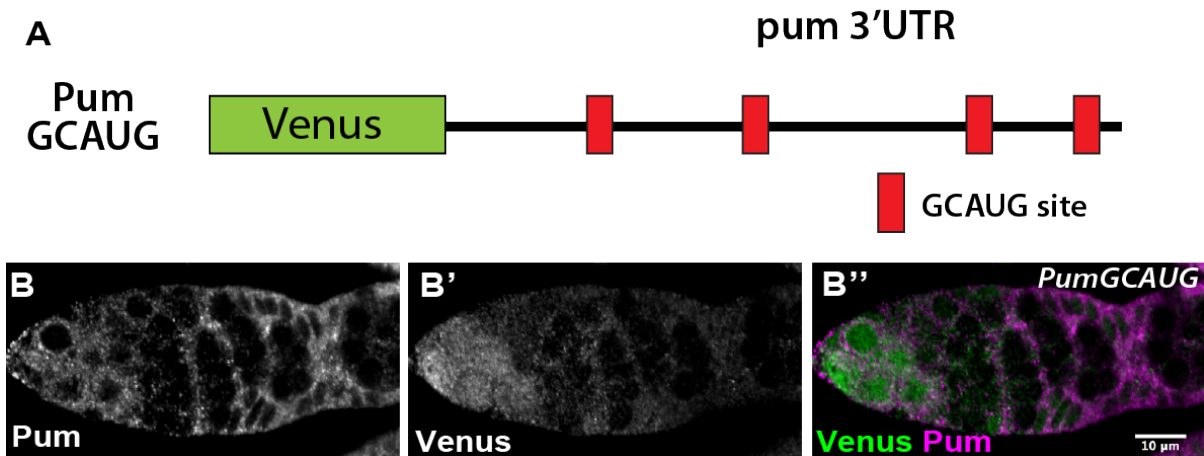 A
pum 3'UTR
Pum
GCAUG
Venus
GCAUG site
B
Pum
B'
Venus
B''
PumGCAUG
Venus Pum
10 µm